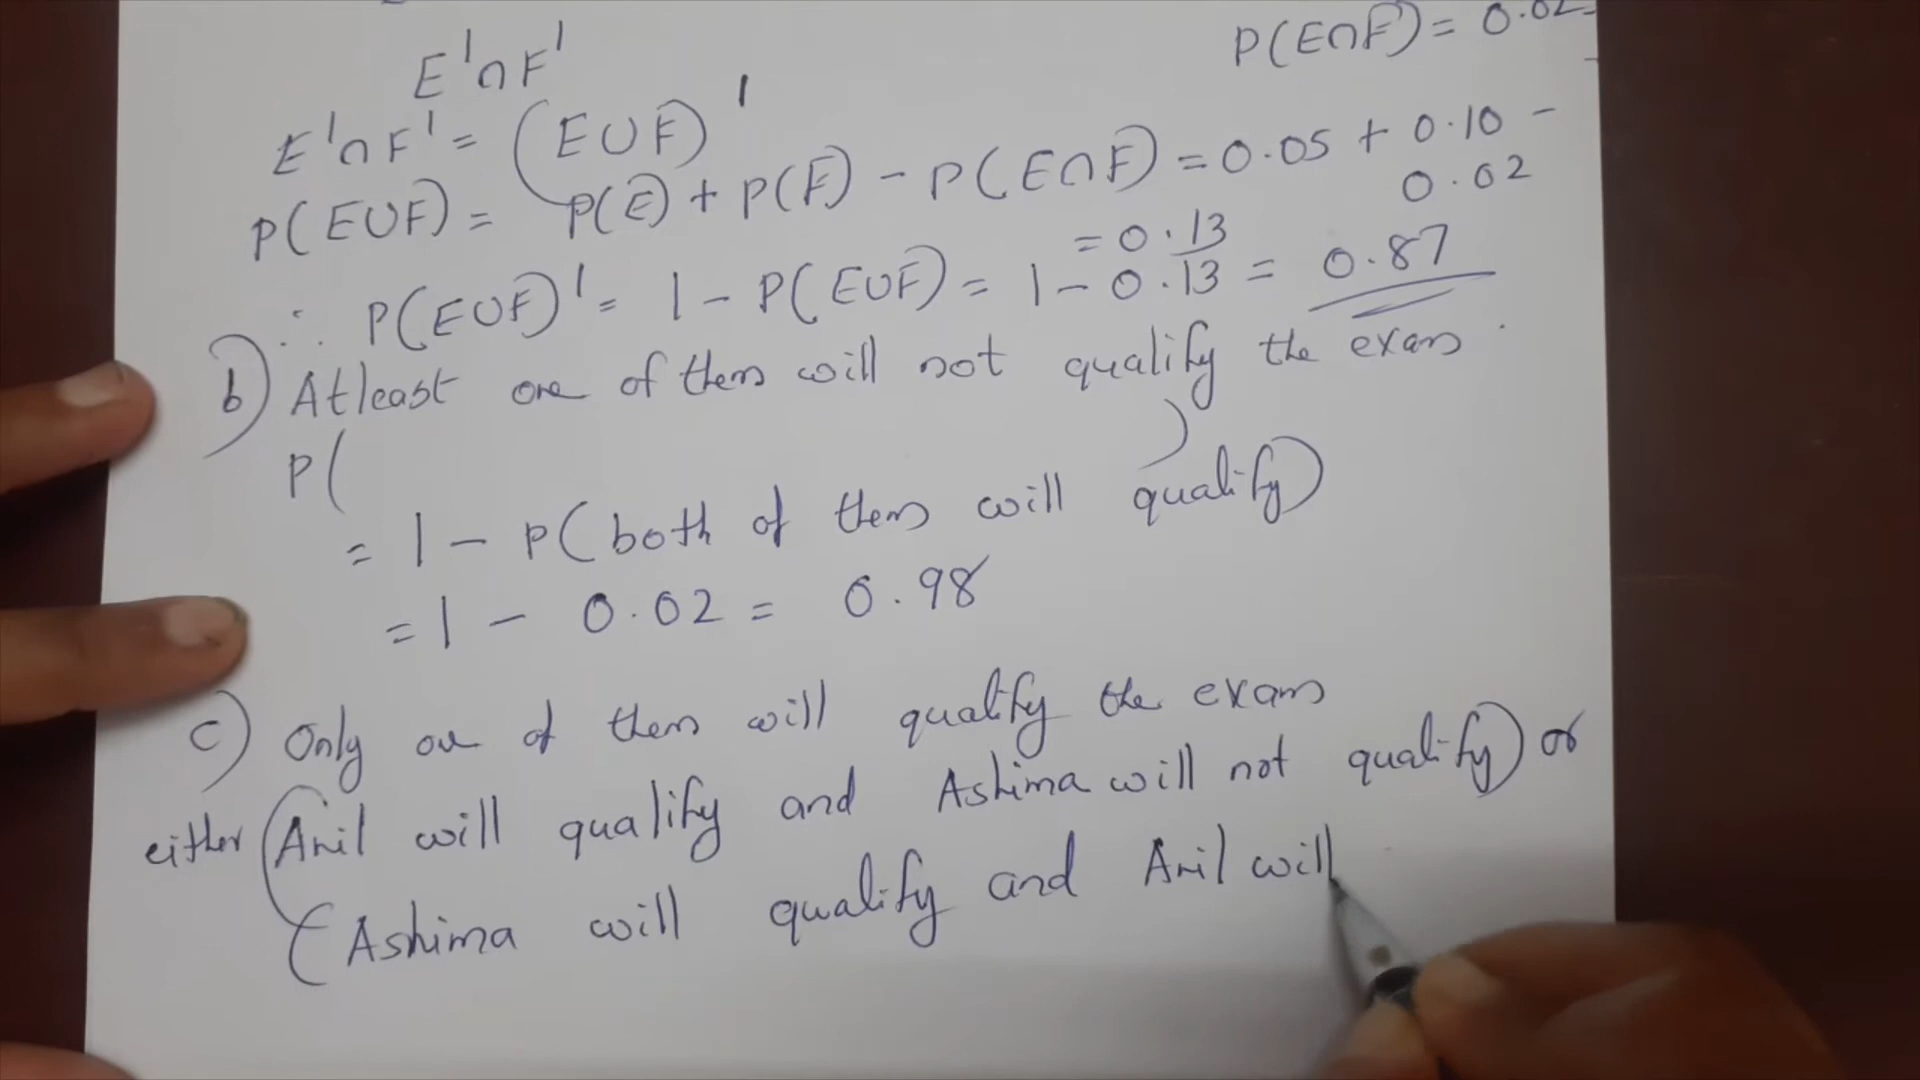 P(E∩F) = 0.02
E'∩F'
E'∩F' = (E∪F)'
P(E∪F) = P(E) + P(F) - P(E∩F) = 0.05 + 0.10 -
0.02
= 0.13
∴ P(E∪F)' = 1 - P(E∪F) = 1 - 0.13 = 0.87
b) Atleast one of them will not qualify the exam.
P( )
= 1 - P(both of them will qualify)
= 1 - 0.02 = 0.98
c) Only one of them will qualify the exam
either (Anil will qualify and Ashima will not qualify) or
(Ashima will qualify and Anil will